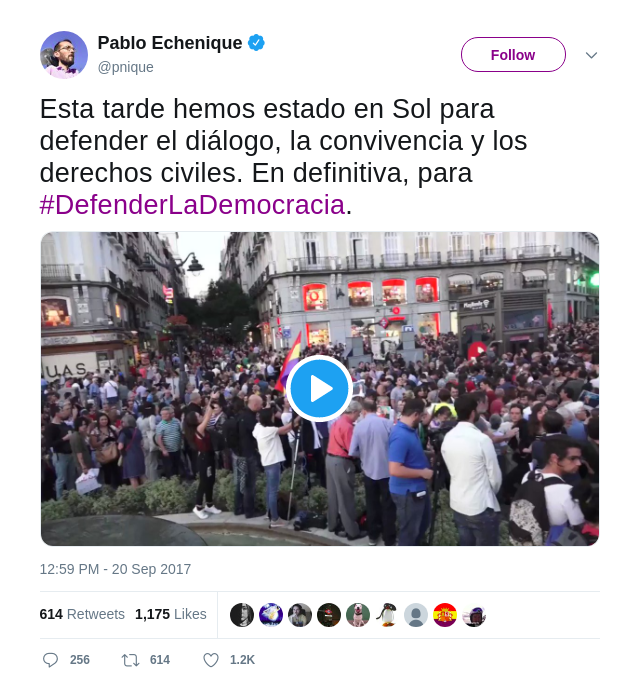 Pablo Echenique
@pnique
Follow
Esta tarde hemos estado en Sol para
defender el diálogo, la convivencia y los
derechos civiles. En definitiva, para
#DefenderLaDemocracia.
UAS
12:59 PM - 20 Sep 2017
614 Retweets 1,175 Likes
256 614 1.2K